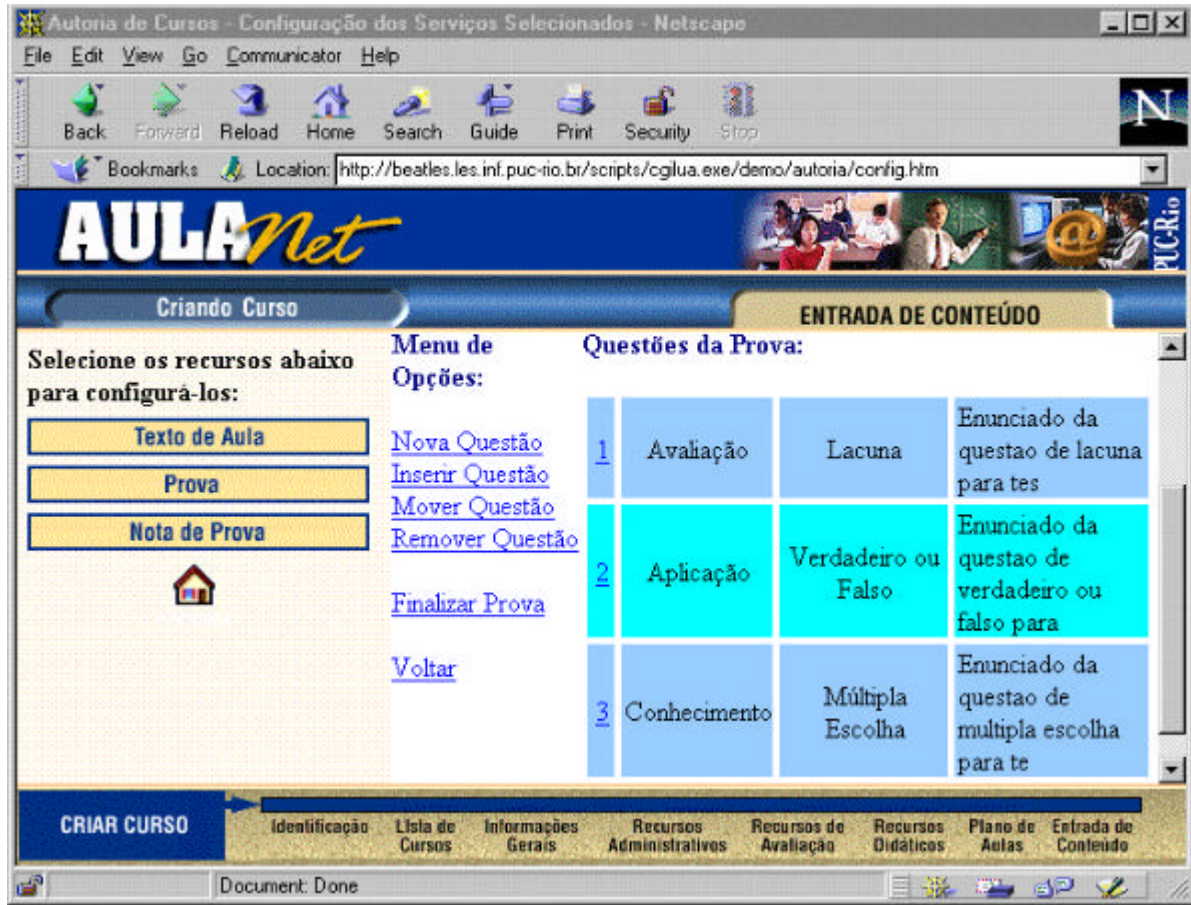 Autoria de Cursos - Configuração dos Serviços Selecionados - Netscape
File Edit View Go Communicator Help
Back Forward Reload Home Search Guide Print Security Stop
N
Bookmarks Location: http://beatles.les.inf.puc-rio.br/scripts/cgilua.exe/demo/autoria/config.htm
AULANet
@
PUC-Rio
Criando Curso
ENTRADA DE CONTEÚDO
Selecione os recursos abaixo
para configurá-los:
Texto de Aula
Prova
Nota de Prova
Menu de
Opções:
Nova Questão
Inserir Questão
Mover Questão
Remover Questão
Finalizar Prova
Voltar
Questões da Prova:
1 Avaliação Lacuna
Enunciado da
questao de lacuna
para tes
2 Aplicação
Verdadeiro ou
Falso
Enunciado da
questao de
verdadeiro ou
falso para
3 Conhecimento
Múltipla
Escolha
Enunciado da
questao de
multipla escolha
para te
CRIAR CURSO
Identificação
Lista de
Cursos
Informações
Gerais
Recursos
Administrativos
Recursos de
Avaliação
Recursos
Didáticos
Plano de
Aulas
Entrada de
Conteúdo
Document: Done